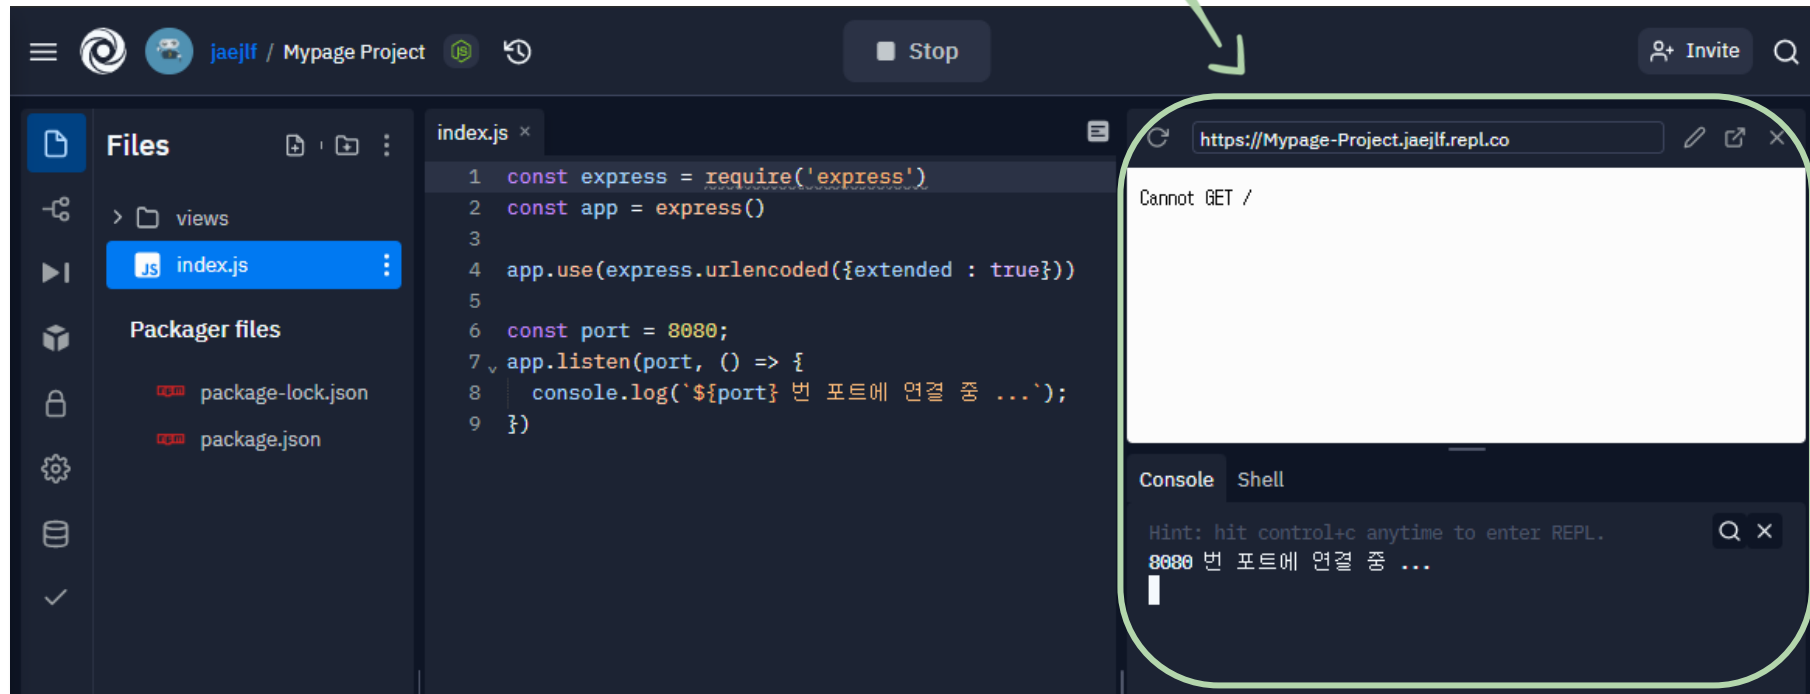 jaejlf / Mypage Project
Stop
Invite
Files
views
JS index.js
Packager files
npm package-lock.json
npm package.json
index.js ×
1 const express = require('express')
2 const app = express()
3
4 app.use(express.urlencoded({extended : true}))
5
6 const port = 8080;
7 app.listen(port, () => {
8 console.log(`${port} 번 포트에 연결 중 ...`);
9 })
https://Mypage-Project.jaejlf.repl.co
Cannot GET /
Console Shell
Hint: hit control+c anytime to enter REPL.
8080 번 포트에 연결 중 ...